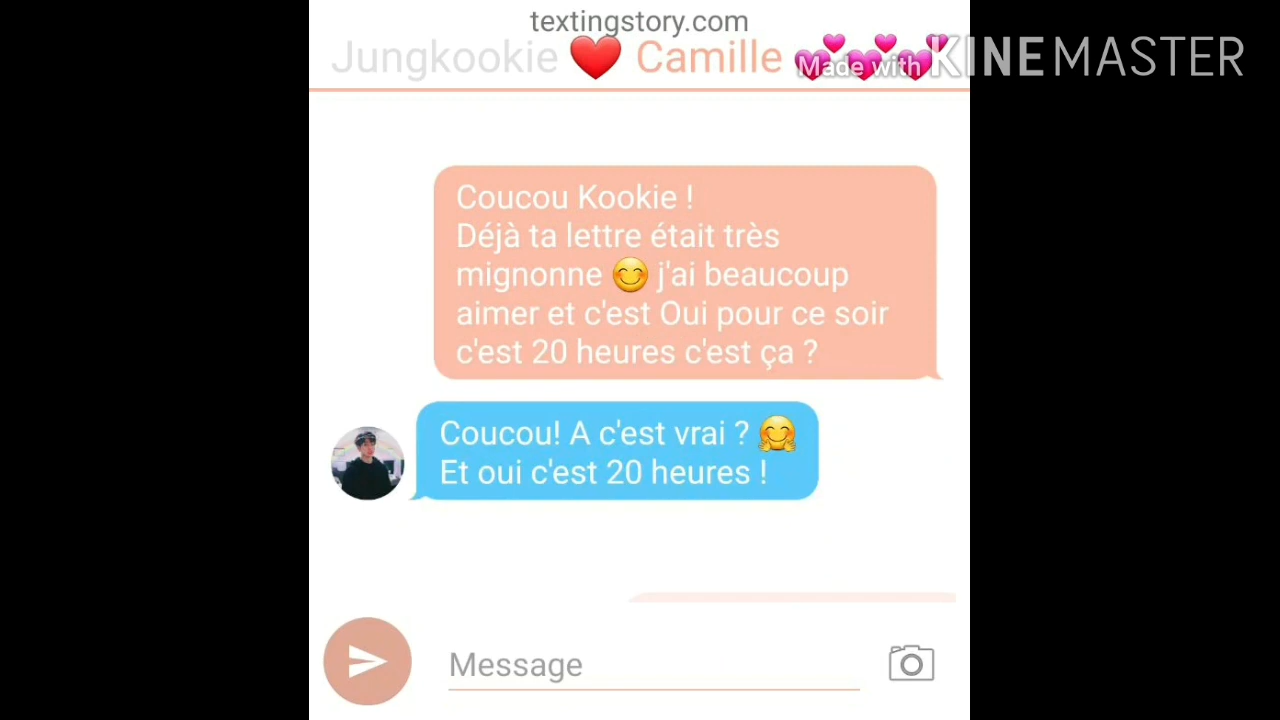 textingstory.com
Jungkookie ❤️ Camille 💕💕💕
Made with KINEMASTER
Coucou Kookie !
Déjà ta lettre était très
mignonne 😊 j'ai beaucoup
aimer et c'est Oui pour ce soir
c'est 20 heures c'est ça ?
Coucou! A c'est vrai ? 🤗
Et oui c'est 20 heures !
Message